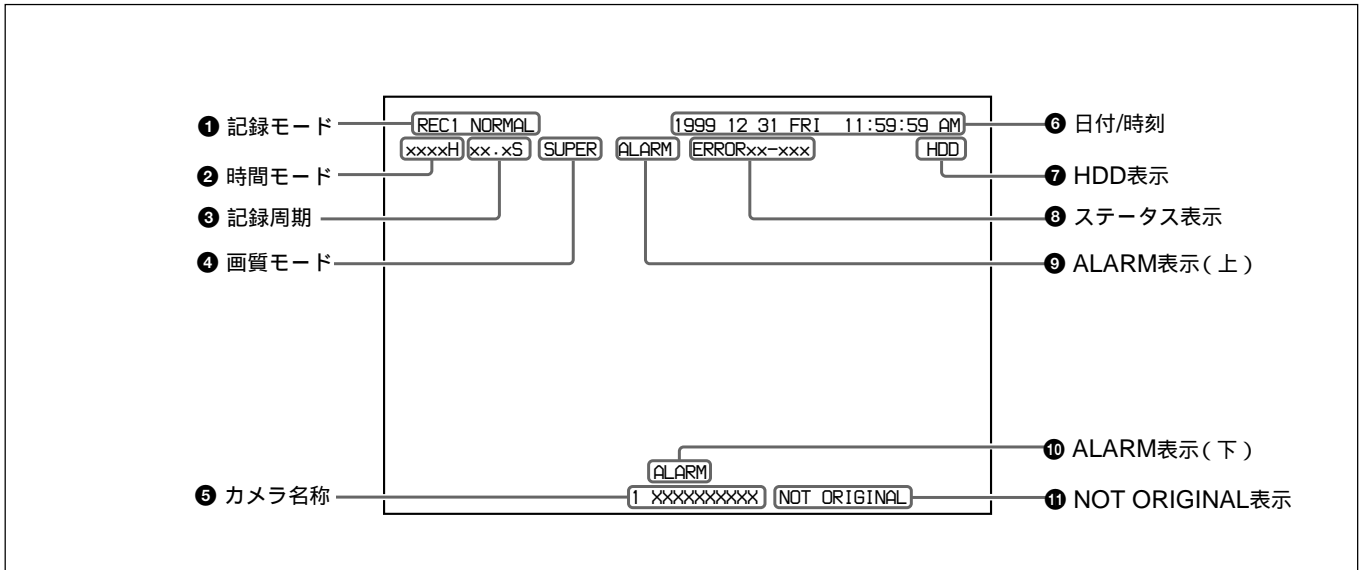 ❶ 記録モード
REC1 NORMAL
1999 12 31 FRI 11:59:59 AM
❻ 日付/時刻
xxxxH
xx.xS
SUPER
ALARM
ERRORxx-xxx
HDD
❷ 時間モード
❼ HDD表示
❸ 記録周期
❽ ステータス表示
❹ 画質モード
❾ ALARM表示(上)
❿ ALARM表示(下)
ALARM
❺ カメラ名称
1 XXXXXXXXXX
NOT ORIGINAL
⓫ NOT ORIGINAL表示